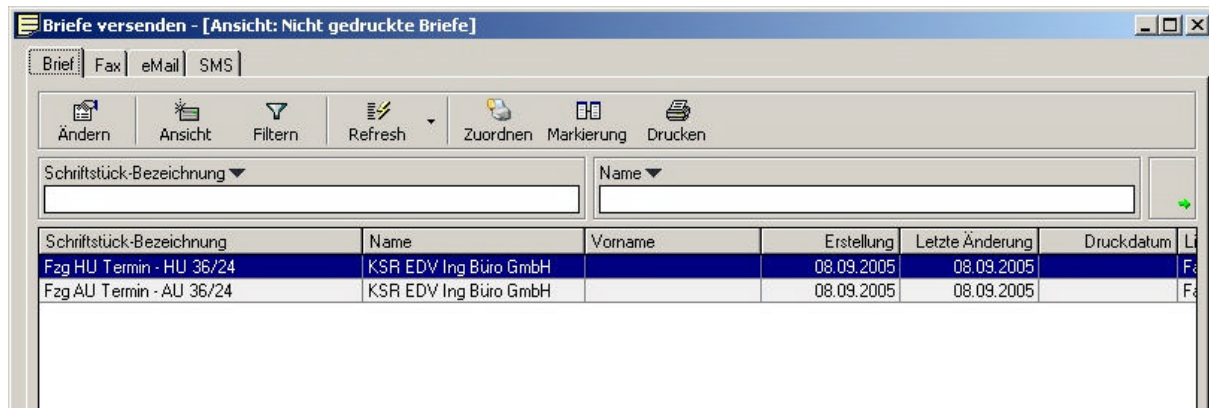 Briefe versenden - [Ansicht: Nicht gedruckte Briefe]
Brief Fax eMail SMS
Ändern Ansicht Filtern Refresh Zuordnen Markierung Drucken
Schriftstück-Bezeichnung Name
Schriftstück-Bezeichnung Name Vorname Erstellung Letzte Änderung Druckdatum Li
Fzg HU Termin - HU 36/24 KSR EDV Ing Büro GmbH 08.09.2005 08.09.2005 Fa
Fzg AU Termin - AU 36/24 KSR EDV Ing Büro GmbH 08.09.2005 08.09.2005 Fa